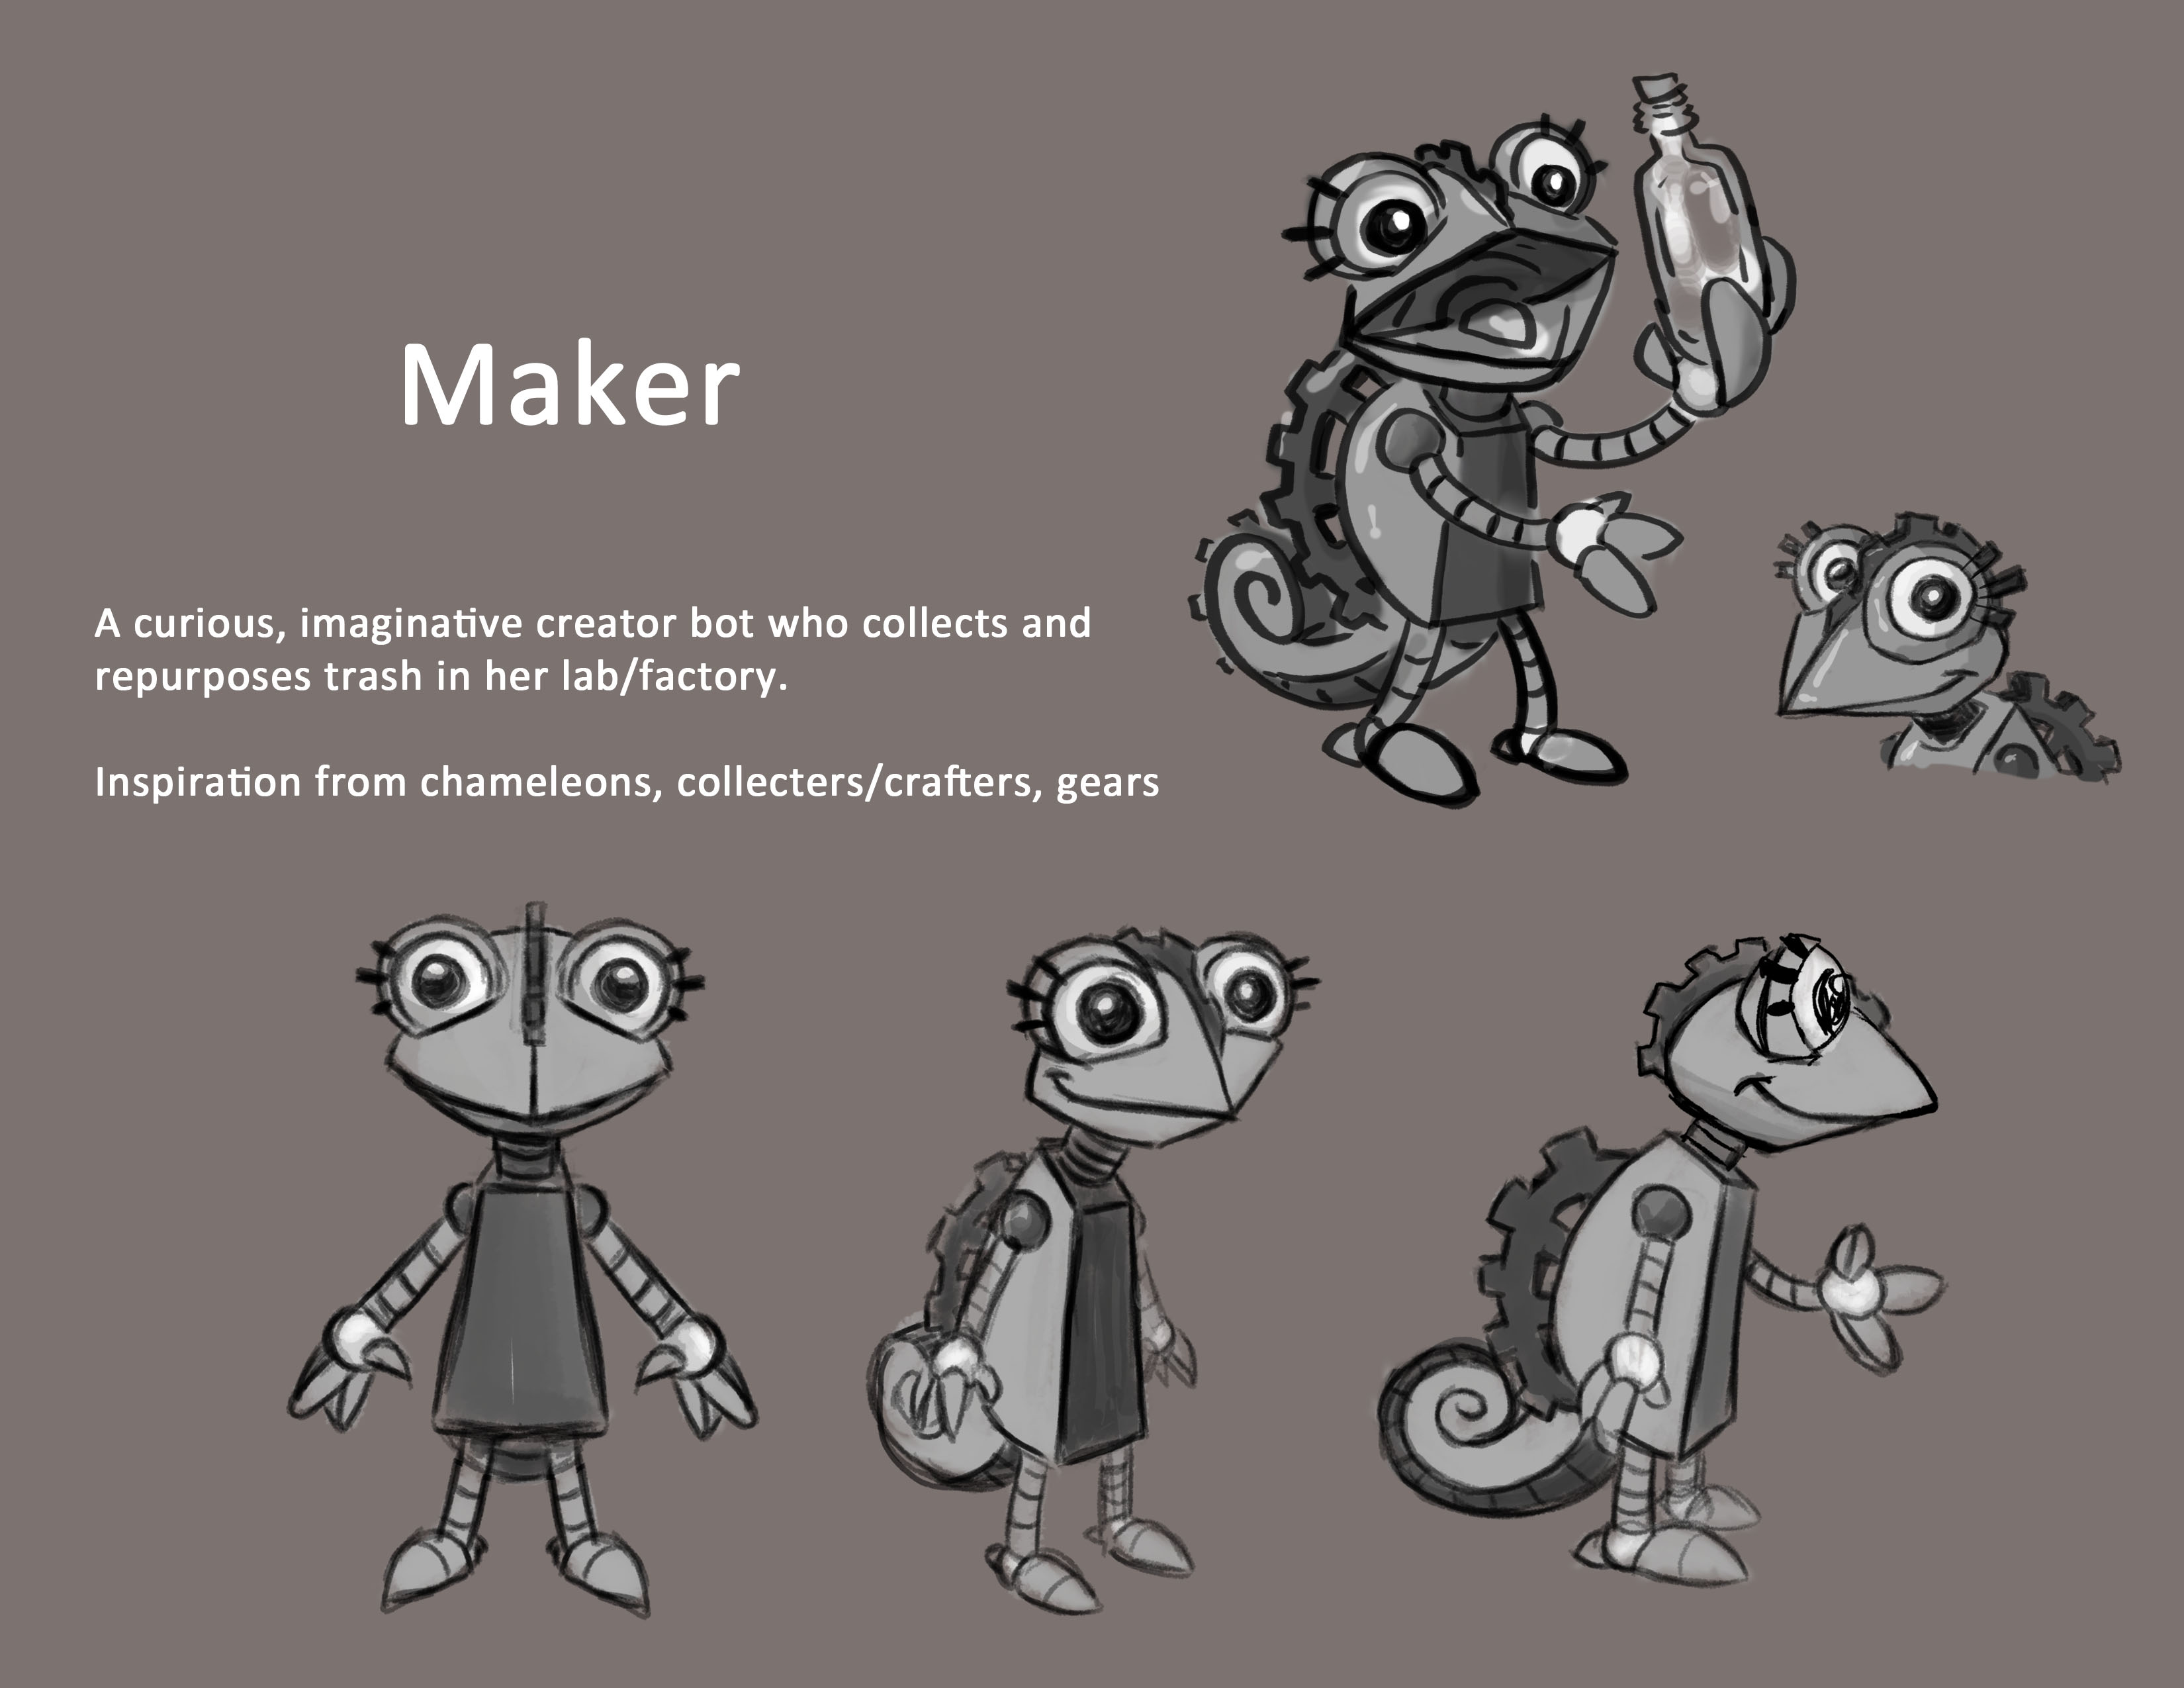 Maker
A curious, imaginative creator bot who collects and
repurposes trash in her lab/factory.
Inspiration from chameleons, collecters/crafters, gears